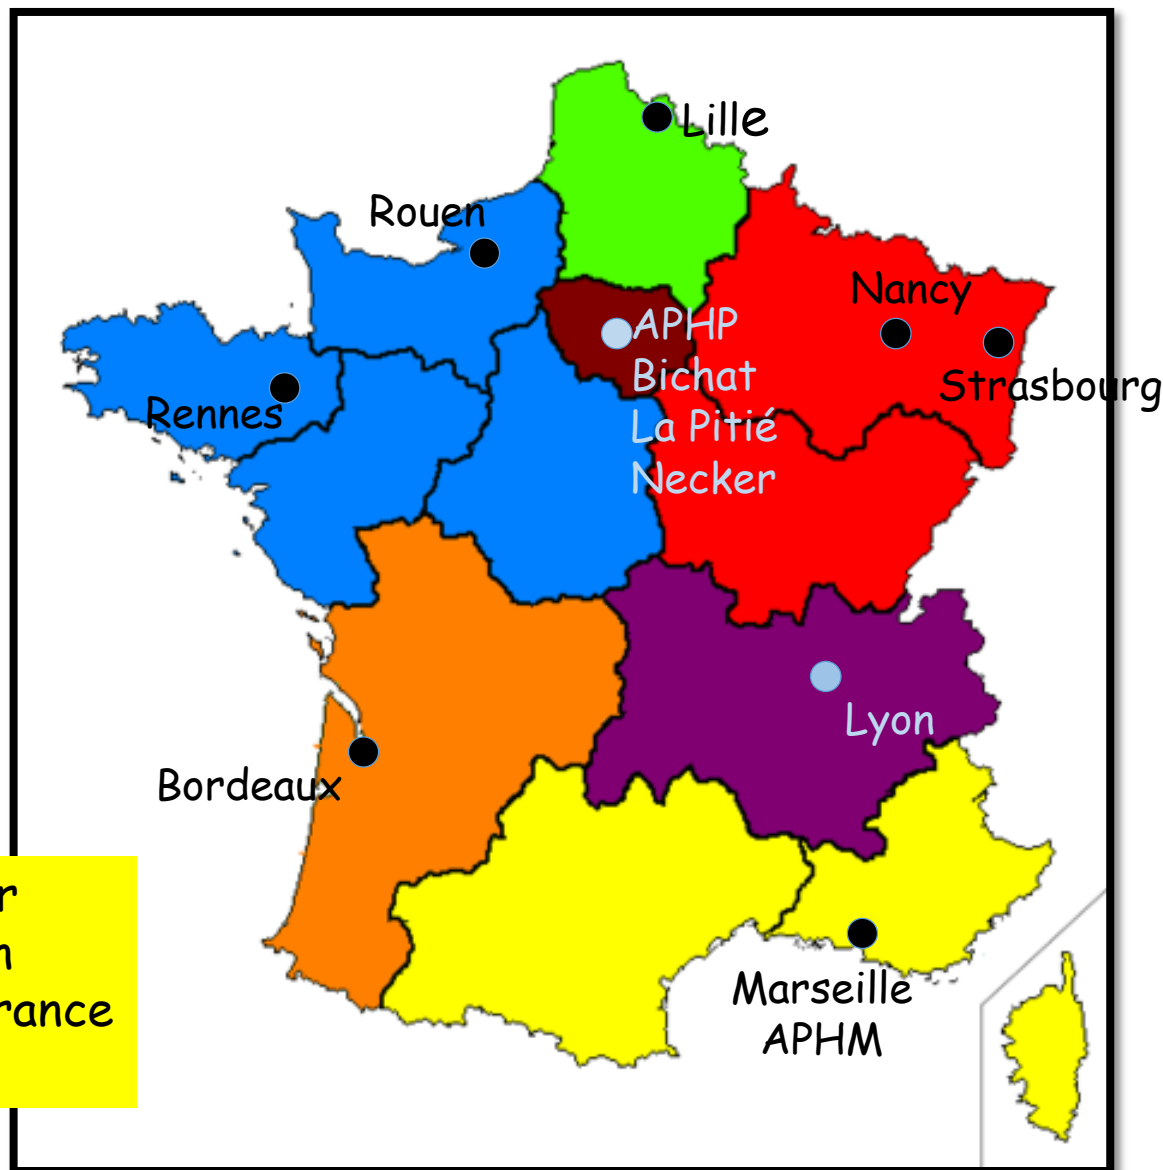 Lille
Rouen
Nancy
APHP
Bichat
La Pitié
Necker
Strasbourg
Rennes
Lyon
Bordeaux
rance
Marseille
APHM